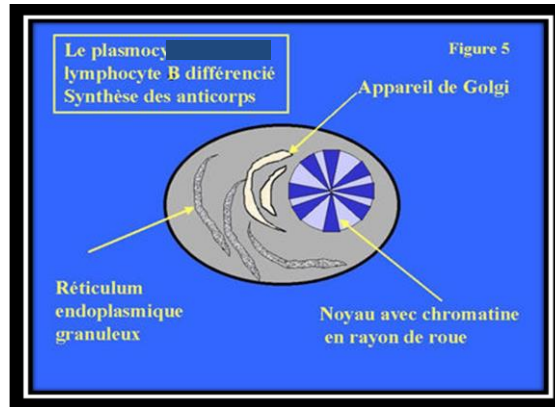 Le plasmocy
lymphocyte B différencié
Synthèse des anticorps
Figure 5
Appareil de Golgi
Réticulum
endoplasmique
granuleux
Noyau avec chromatine
en rayon de roue